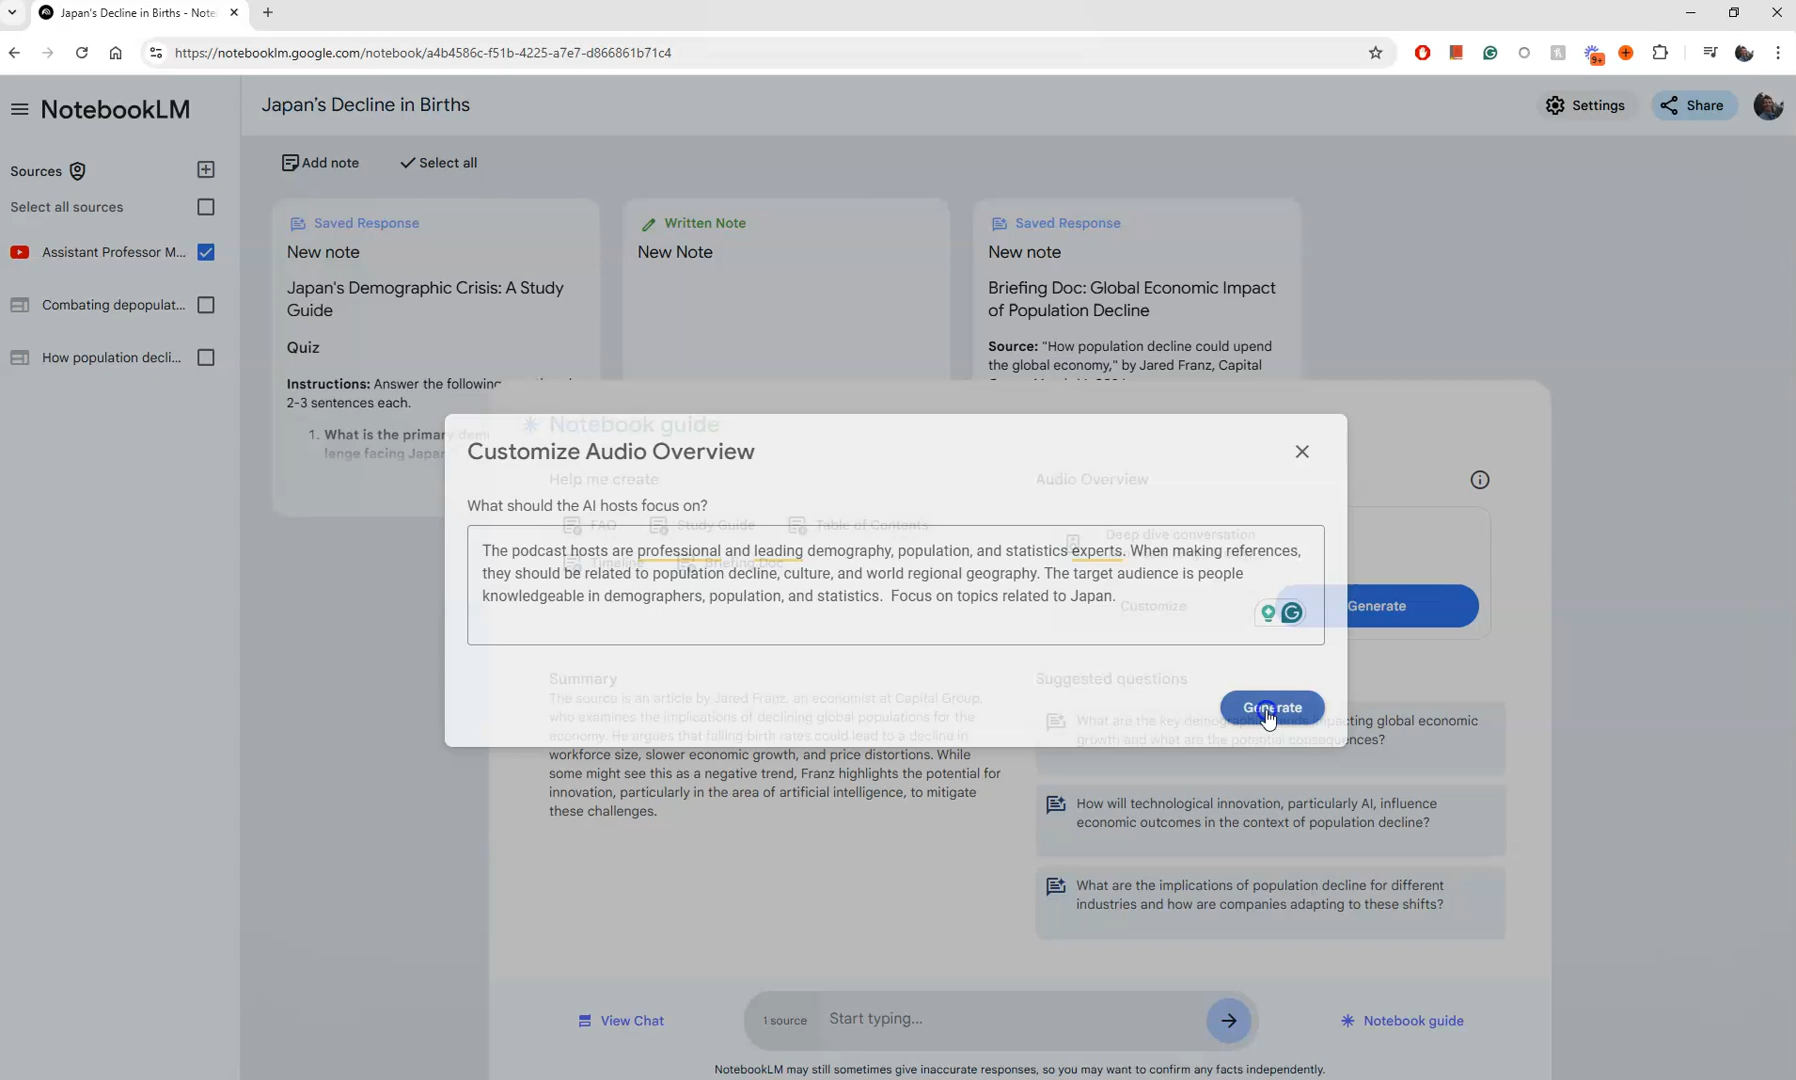 Japan's Decline in Births - Note
https://notebooklm.google.com/notebook/a4b4586c-f51b-4225-a7e7-d866861b71c4
9+
NotebookLM
Japan's Decline in Births
Settings
Share
Sources
Select all sources
Assistant Professor M...
Combating depopulat...
How population decli...
Add note
Select all
Saved Response
New note
Japan's Demographic Crisis: A Study
Guide
Quiz
Instructions: Answer the following
2-3 sentences each.
1. What is the primary dem
lenge facing Japan
Written Note
New Note
Saved Response
New note
Briefing Doc: Global Economic Impact
of Population Decline
Source: "How population decline could upend
the global economy," by Jared Franz, Capital
Notebook guide
Customize Audio Overview
Help me create
Audio Overview
What should the AI hosts focus on?
FAQ
Study Guide
Table of Contents
Deep dive conversation
The podcast hosts are professional and leading demography, population, and statistics experts. When making references,
they should be related to population decline, culture, and world regional geography. The target audience is people
knowledgeable in demographers, population, and statistics.  Focus on topics related to Japan.
Timeline
Briefing Doc
Customize
Generate
Generate
Summary
The source is an article by Jared Franz, an economist at Capital Group,
who examines the implications of declining global populations for the
economy. He argues that falling birth rates could lead to a decline in
workforce size, slower economic growth, and price distortions. While
some might see this as a negative trend, Franz highlights the potential for
innovation, particularly in the area of artificial intelligence, to mitigate
these challenges.
Suggested questions
What are the key demographic trends impacting global economic
growth and what are the potential consequences?
How will technological innovation, particularly AI, influence
economic outcomes in the context of population decline?
What are the implications of population decline for different
industries and how are companies adapting to these shifts?
View Chat
1 source
Start typing...
Notebook guide
NotebookLM may still sometimes give inaccurate responses, so you may want to confirm any facts independently.